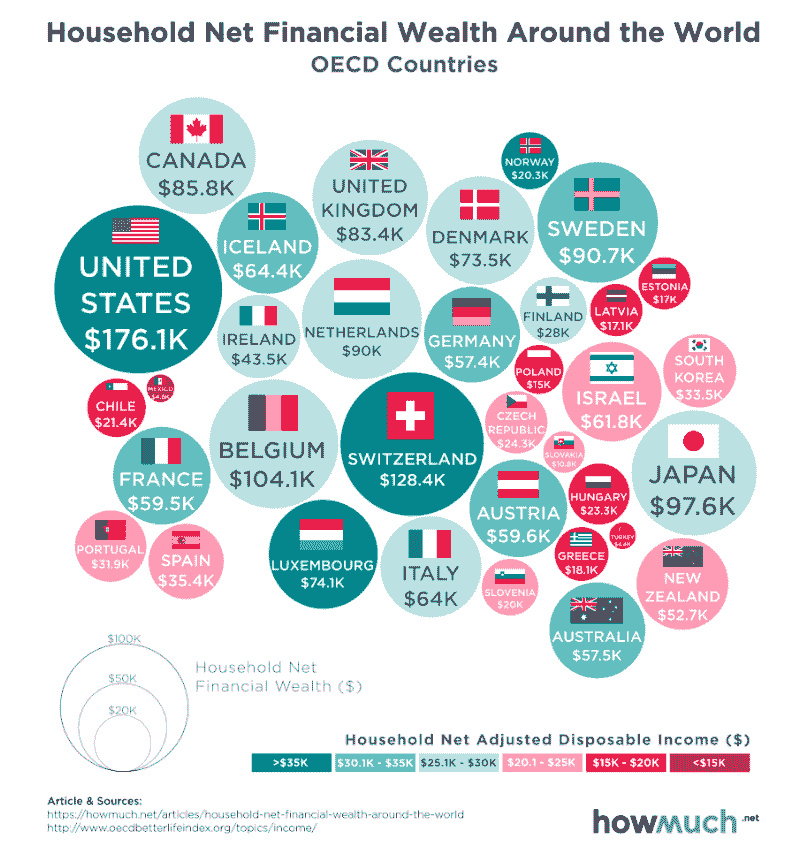 Household Net Financial Wealth Around the World
OECD Countries
CANADA
$85.8K
UNITED
KINGDOM
$83.4K
NORWAY
$20.3K
DENMARK
$73.5K
SWEDEN
$90.7K
ICELAND
$64.4K
UNITED
STATES
$176.1K
ESTONIA
$17K
LATVIA
$17.1K
FINLAND
$28K
NETHERLANDS
$90K
IRELAND
$43.5K
GERMANY
$57.4K
POLAND
$15K
SOUTH
KOREA
$33.5K
ISRAEL
$61.8K
MEXICO
$4.8K
CHILE
$21.4K
CZECH
REPUBLIC
$24.3K
BELGIUM
$104.1K
SWITZERLAND
$128.4K
SLOVAKIA
$10.8K
JAPAN
$97.6K
FRANCE
$59.5K
HUNGARY
$23.3K
AUSTRIA
$59.6K
TURKEY
$4.4K
PORTUGAL
$31.9K
SPAIN
$35.4K
LUXEMBOURG
$74.1K
ITALY
$64K
GREECE
$18.1K
SLOVENIA
$20K
NEW
ZEALAND
$52.7K
AUSTRALIA
$57.5K
$100K
$50K
$20K
Household Net
Financial Wealth ($)
Household Net Adjusted Disposable Income ($)
>$35K $30.1K - $35K $25.1K - $30K $20.1 - $25K $15K - $20K <$15K
Article & Sources:
https://howmuch.net/articles/household-net-financial-wealth-around-the-world
http://www.oecdbetterlifeindex.org/topics/income/
howmuch.net